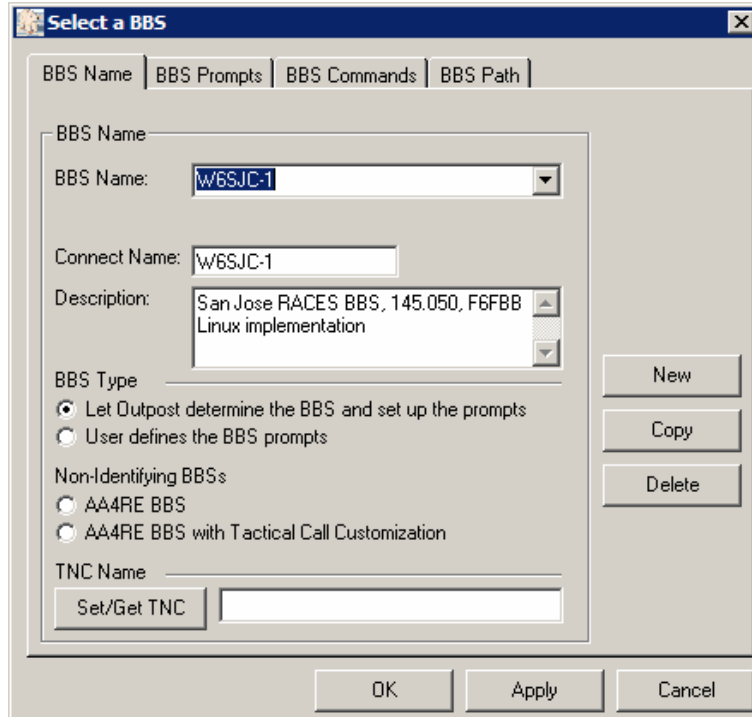 Select a BBS
BBS Name BBS Prompts BBS Commands BBS Path
BBS Name
BBS Name: W6SJC-1
Connect Name: W6SJC-1
Description: San Jose RACES BBS, 145.050, F6FBB
Linux implementation
BBS Type
Let Outpost determine the BBS and set up the prompts
User defines the BBS prompts
Non-Identifying BBSs
AA4RE BBS
AA4RE BBS with Tactical Call Customization
TNC Name
Set/Get TNC
New
Copy
Delete
OK Apply Cancel